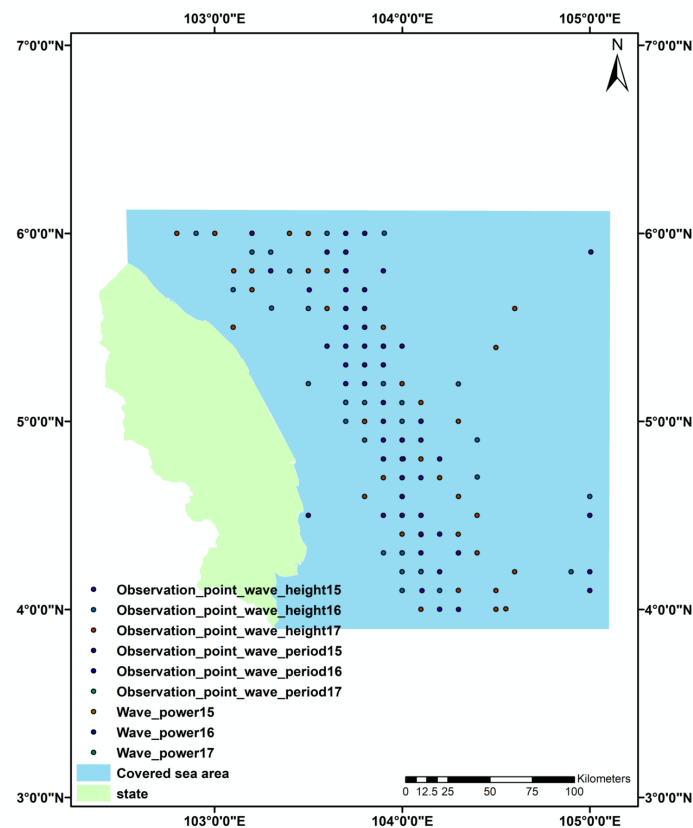 103°0'0"E 104°0'0"E 105°0'0"E
7°0'0"N 7°0'0"N
N
6°0'0"N 6°0'0"N
5°0'0"N 5°0'0"N
4°0'0"N 4°0'0"N
Observation_point_wave_height15
Observation_point_wave_height16
Observation_point_wave_height17
Observation_point_wave_period15
Observation_point_wave_period16
Observation_point_wave_period17
Wave_power15
Wave_power16
Wave_power17
Covered sea area
state
Kilometers
0 12.5 25 50 75 100
3°0'0"N 3°0'0"N
103°0'0"E 104°0'0"E 105°0'0"E